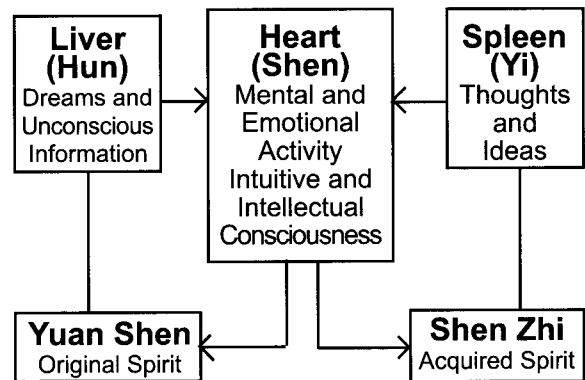 Liver
(Hun)
Dreams and
Unconscious
Information
Heart
(Shen)
Mental and
Emotional
Activity
Intuitive and
Intellectual
Consciousness
Spleen
(Yi)
Thoughts
and
Ideas
Yuan Shen
Original Spirit
Shen Zhi
Acquired Spirit